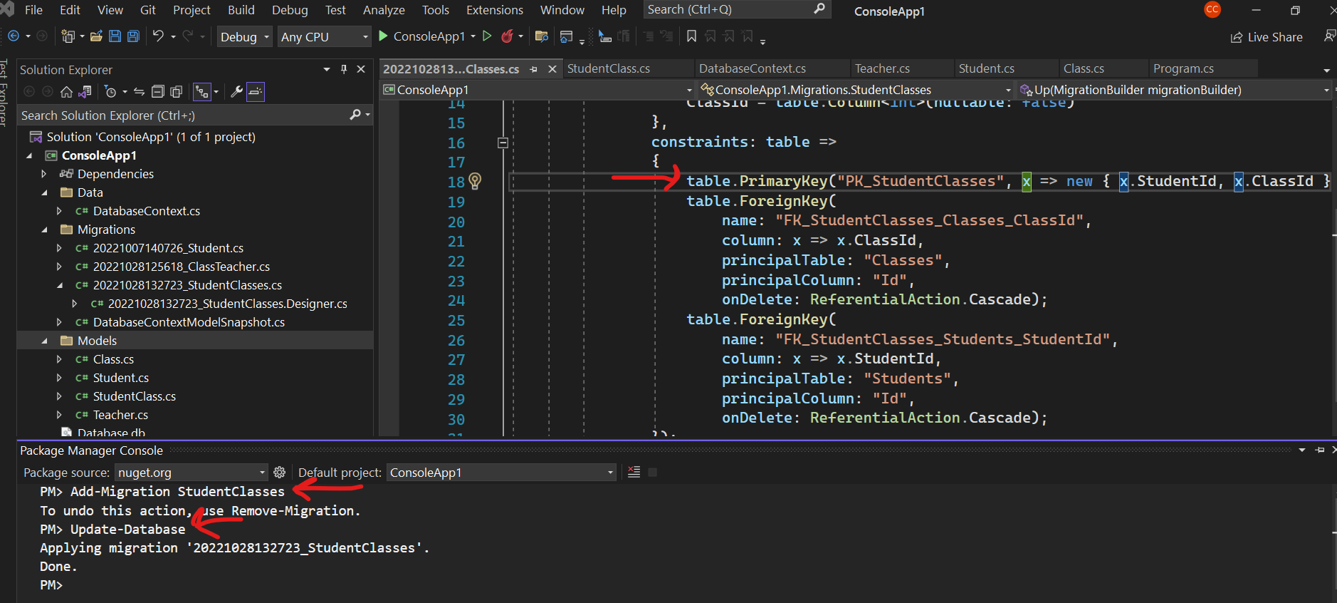 File Edit View Git Project Build Debug Test Analyze Tools Extensions Window Help Search (Ctrl+Q) ConsoleApp1 CC
Debug Any CPU ConsoleApp1 Live Share
Test Explorer
Solution Explorer
Search Solution Explorer (Ctrl+;)
Solution 'ConsoleApp1' (1 of 1 project)
ConsoleApp1
Dependencies
Data
C# DatabaseContext.cs
Migrations
C# 20221007140726_Student.cs
C# 20221028125618_ClassTeacher.cs
C# 20221028132723_StudentClasses.cs
C# 20221028132723_StudentClasses.Designer.cs
C# DatabaseContextModelSnapshot.cs
Models
C# Class.cs
C# Student.cs
C# StudentClass.cs
C# Teacher.cs
Database.db
2022102813...Classes.cs StudentClass.cs DatabaseContext.cs Teacher.cs Student.cs Class.cs Program.cs
C# ConsoleApp1 ConsoleApp1.Migrations.StudentClasses Up(MigrationBuilder migrationBuilder)
14 ClassId = table.Column<int>(nullable: false)
15 },
16 constraints: table =>
17 {
18 table.PrimaryKey("PK_StudentClasses", x => new { x.StudentId, x.ClassId }
19 table.ForeignKey(
20 name: "FK_StudentClasses_Classes_ClassId",
21 column: x => x.ClassId,
22 principalTable: "Classes",
23 principalColumn: "Id",
24 onDelete: ReferentialAction.Cascade);
25 table.ForeignKey(
26 name: "FK_StudentClasses_Students_StudentId",
27 column: x => x.StudentId,
28 principalTable: "Students",
29 principalColumn: "Id",
30 onDelete: ReferentialAction.Cascade);
31 });
Package Manager Console
Package source: nuget.org Default project: ConsoleApp1
PM> Add-Migration StudentClasses
To undo this action, use Remove-Migration.
PM> Update-Database
Applying migration '20221028132723_StudentClasses'.
Done.
PM>